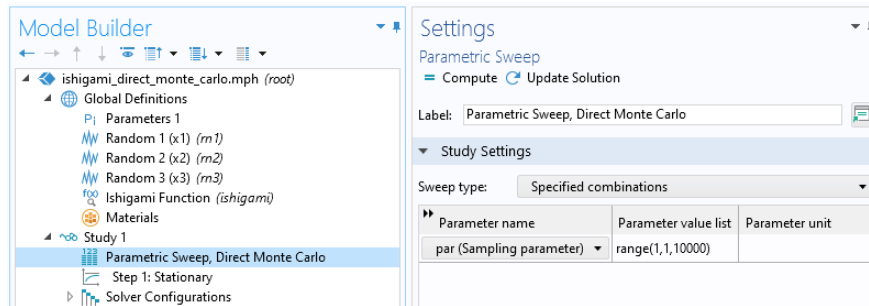 Model Builder
ishigami_direct_monte_carlo.mph (root)
Global Definitions
Pi Parameters 1
Random 1 (x1) (rn1)
Random 2 (x2) (rn2)
Random 3 (x3) (rn3)
Ishigami Function (ishigami)
Materials
Study 1
Parametric Sweep, Direct Monte Carlo
Step 1: Stationary
Solver Configurations
Settings
Parametric Sweep
= Compute Update Solution
Label: Parametric Sweep, Direct Monte Carlo
Study Settings
Sweep type: Specified combinations
Parameter name Parameter value list Parameter unit
par (Sampling parameter) range(1,1,10000)